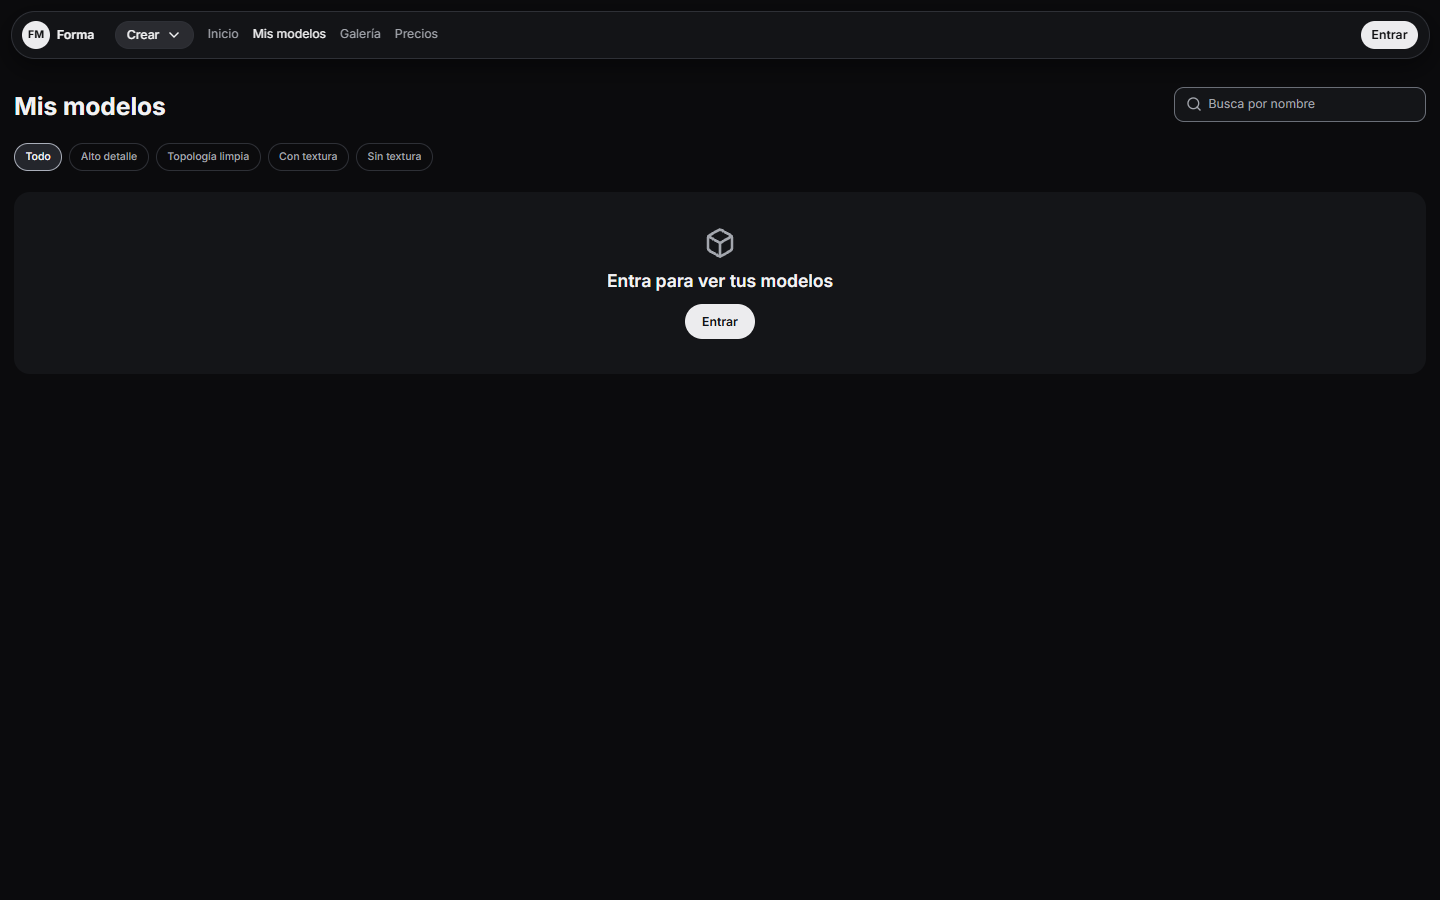 FM Forma Crear Inicio Mis modelos Galería Precios Entrar
Mis modelos
Busca por nombre
Todo Alto detalle Topología limpia Con textura Sin textura
Entra para ver tus modelos
Entrar